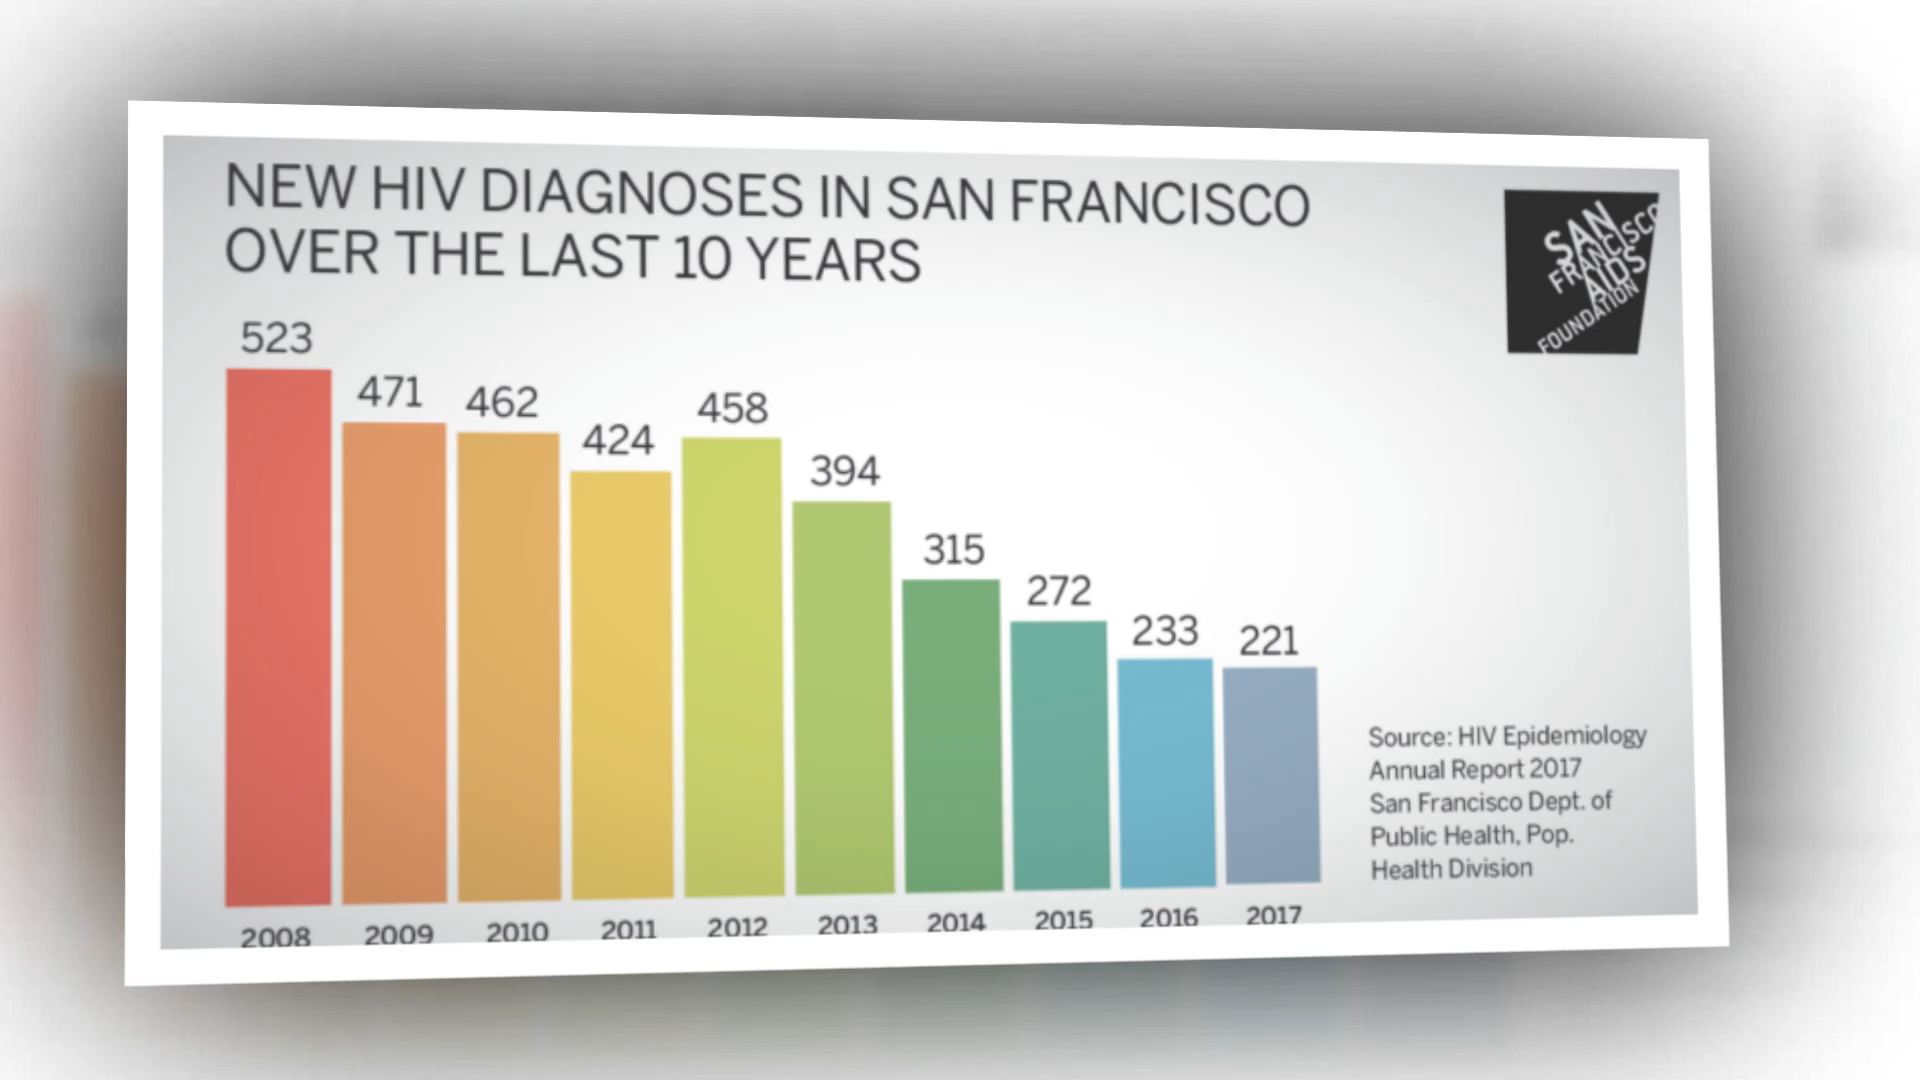 NEW HIV DIAGNOSES IN SAN FRANCISCO
OVER THE LAST 10 YEARS
SAN
FRANCISCO
AIDS
FOUNDATION
523
471
462
424
458
394
315
272
233
221
2008
2009
2010
2011
2012
2013
2014
2015
2016
2017
Source: HIV Epidemiology
Annual Report 2017
San Francisco Dept. of
Public Health, Pop.
Health Division